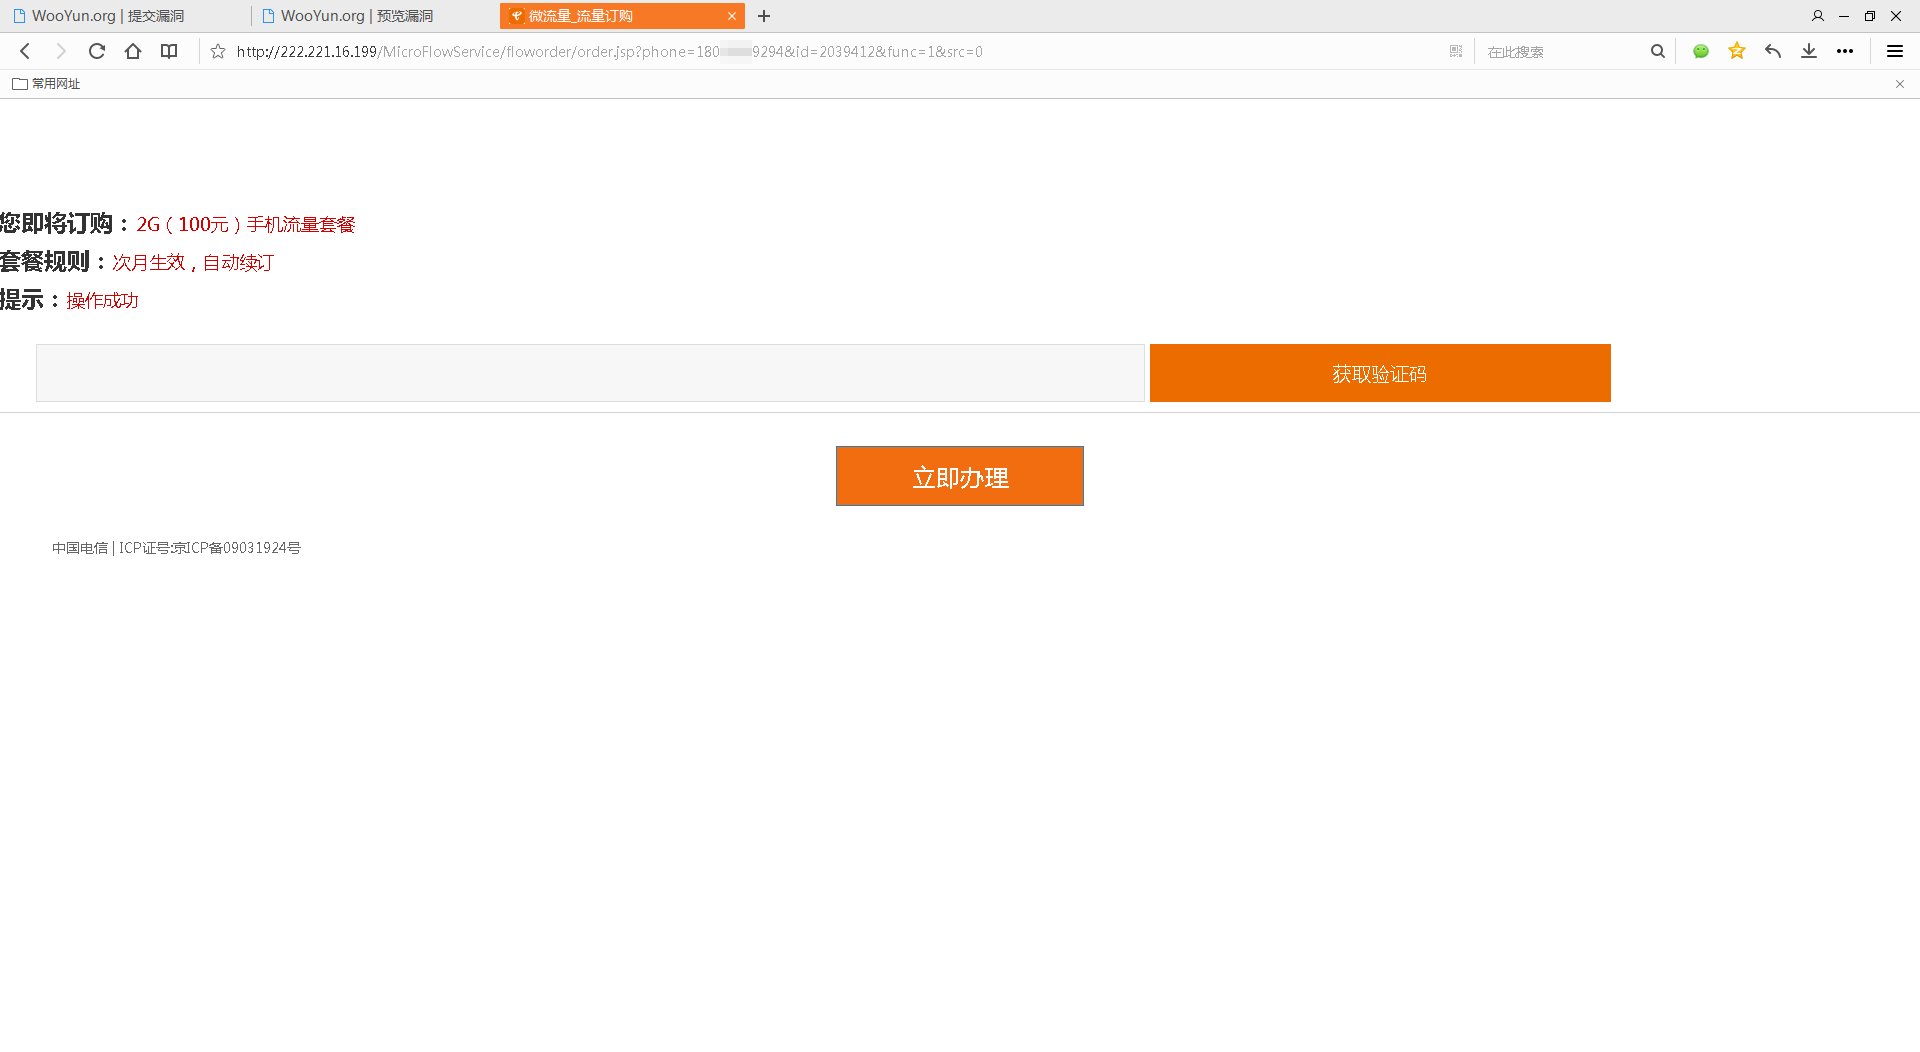 WooYun.org | 提交漏洞
WooYun.org | 预览漏洞
微流量_流量订购
http://222.221.16.199/MicroFlowService/floworder/order.jsp?phone=180 9294&id=2039412&func=1&src=0
在此搜索
常用网址
您即将订购：2G（100元）手机流量套餐
套餐规则：次月生效，自动续订
提示：操作成功
获取验证码
立即办理
中国电信 | ICP证号:京ICP备09031924号